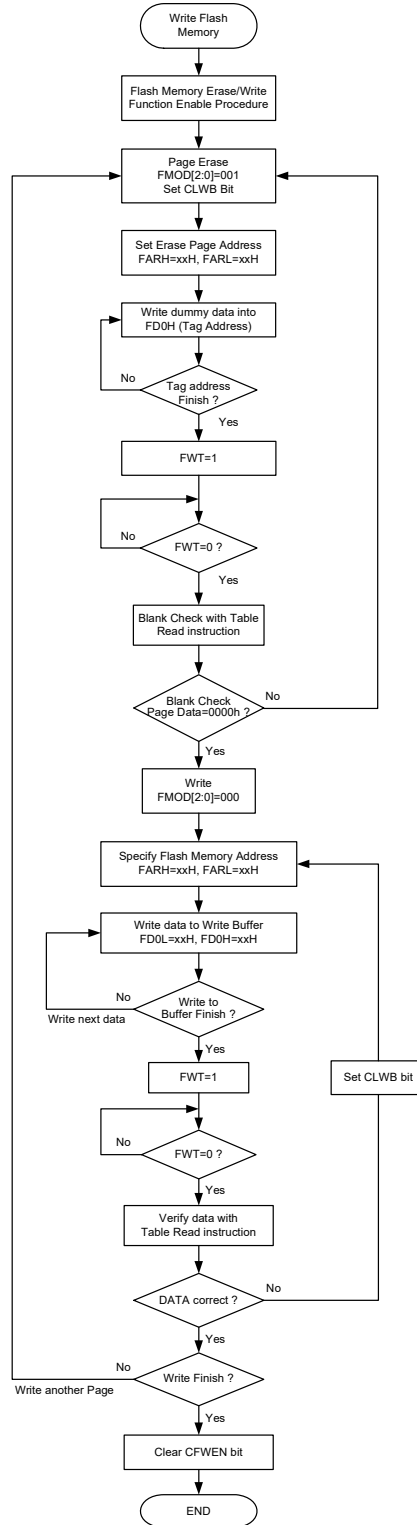 Write Flash
Memory
Flash Memory Erase/Write
Function Enable Procedure
Page Erase
FMOD[2:0]=001
Set CLWB Bit
Set Erase Page Address
FARH=xxH, FARL=xxH
Write dummy data into
FD0H (Tag Address)
No
Tag address
Finish ?
Yes
FWT=1
No
FWT=0 ?
Yes
Blank Check with Table
Read instruction
Blank Check
Page Data=0000h ?
No
Yes
Write
FMOD[2:0]=000
Specify Flash Memory Address
FARH=xxH, FARL=xxH
Write data to Write Buffer
FD0L=xxH, FD0H=xxH
No
Write next data
Write to
Buffer Finish ?
Yes
FWT=1
Set CLWB bit
No
FWT=0 ?
Yes
Verify data with
Table Read instruction
DATA correct ?
No
Yes
No
Write another Page
Write Finish ?
Yes
Clear CFWEN bit
END